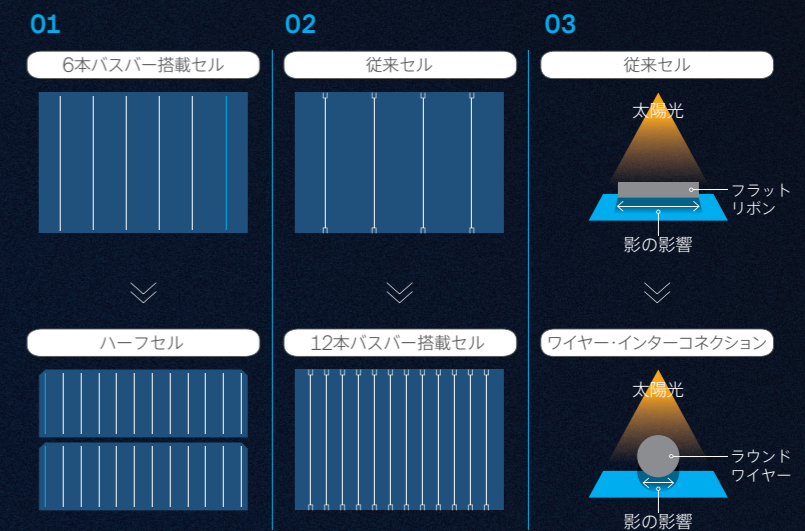 01
6本バスバー搭載セル
ハーフセル
02
従来セル
12本バスバー搭載セル
03
従来セル
太陽光
フラット
リボン
影の影響
ワイヤー・インターコネクション
太陽光
ラウンド
ワイヤー
影の影響